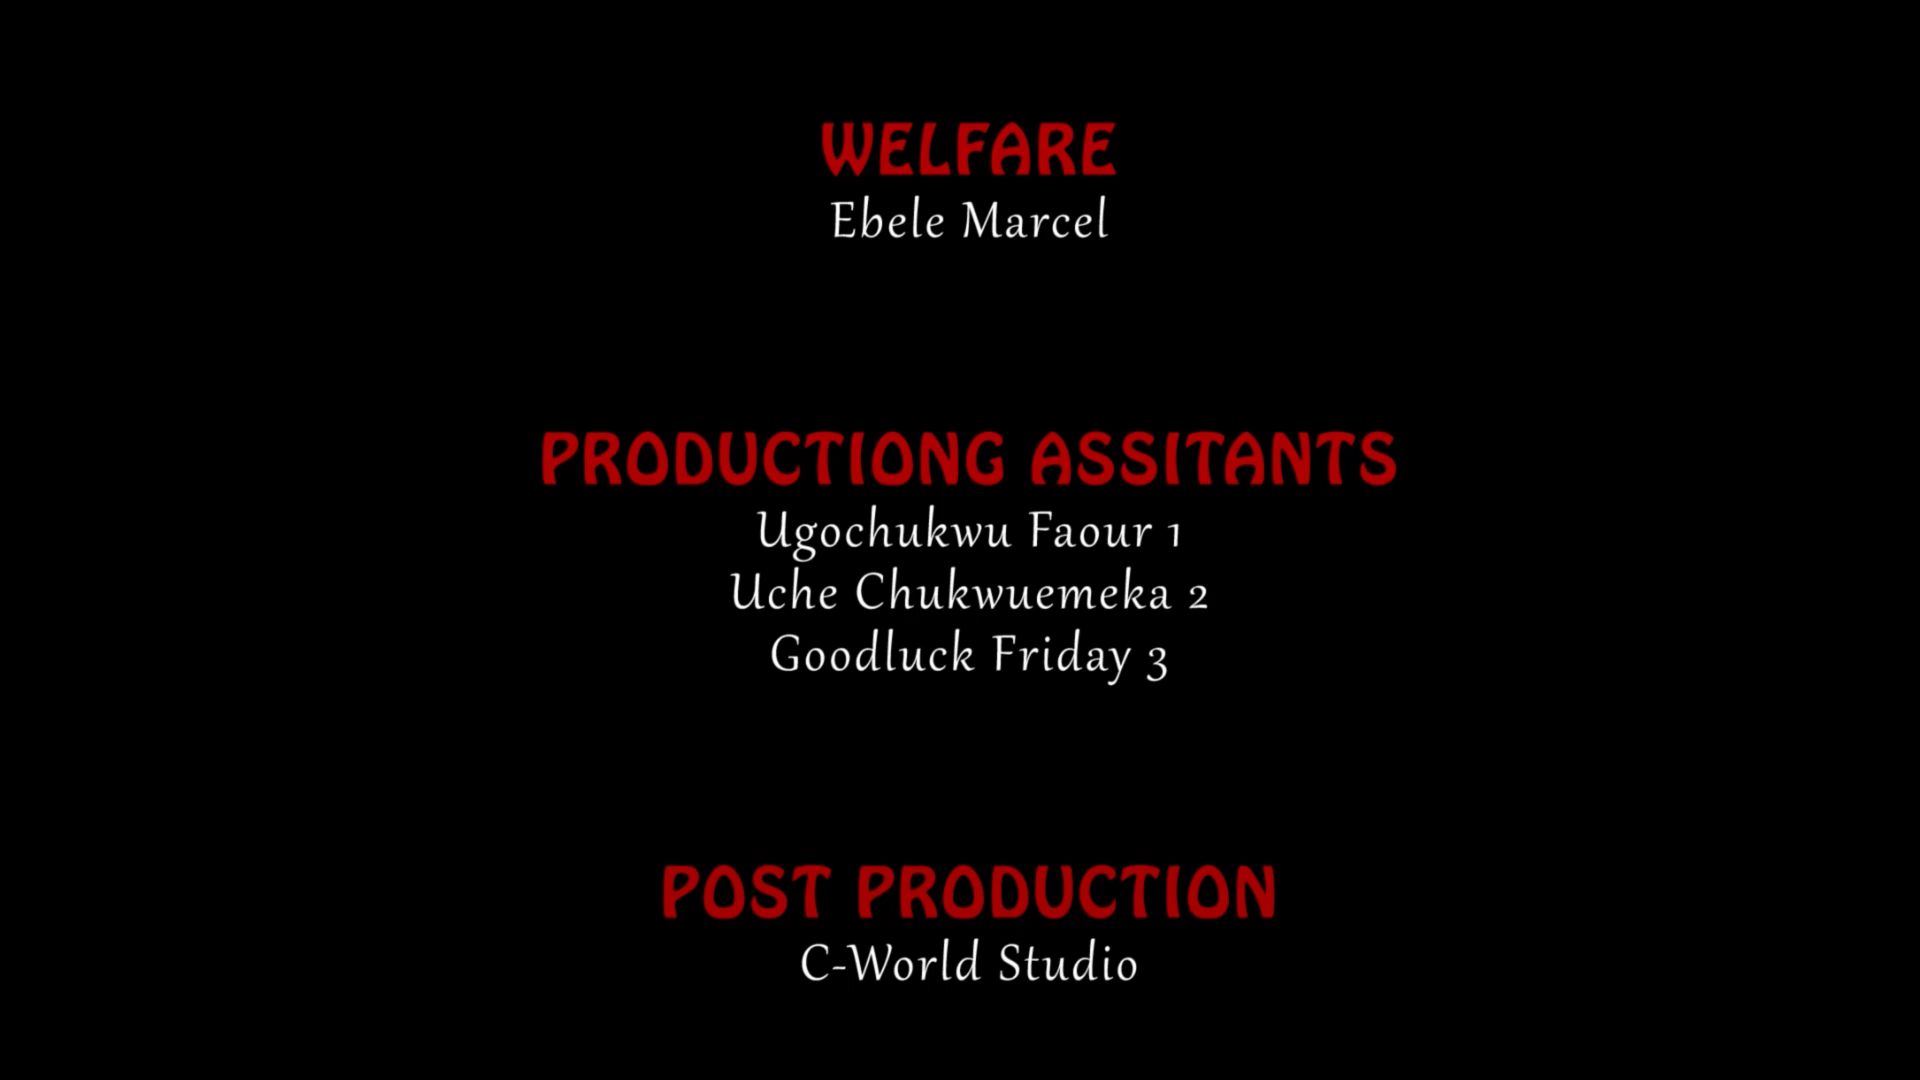 WELFARE
Ebele Marcel
PRODUCTIONG ASSITANTS
Ugochukwu Faour 1
Uche Chukwuemeka 2
Goodluck Friday 3
POST PRODUCTION
C-World Studio